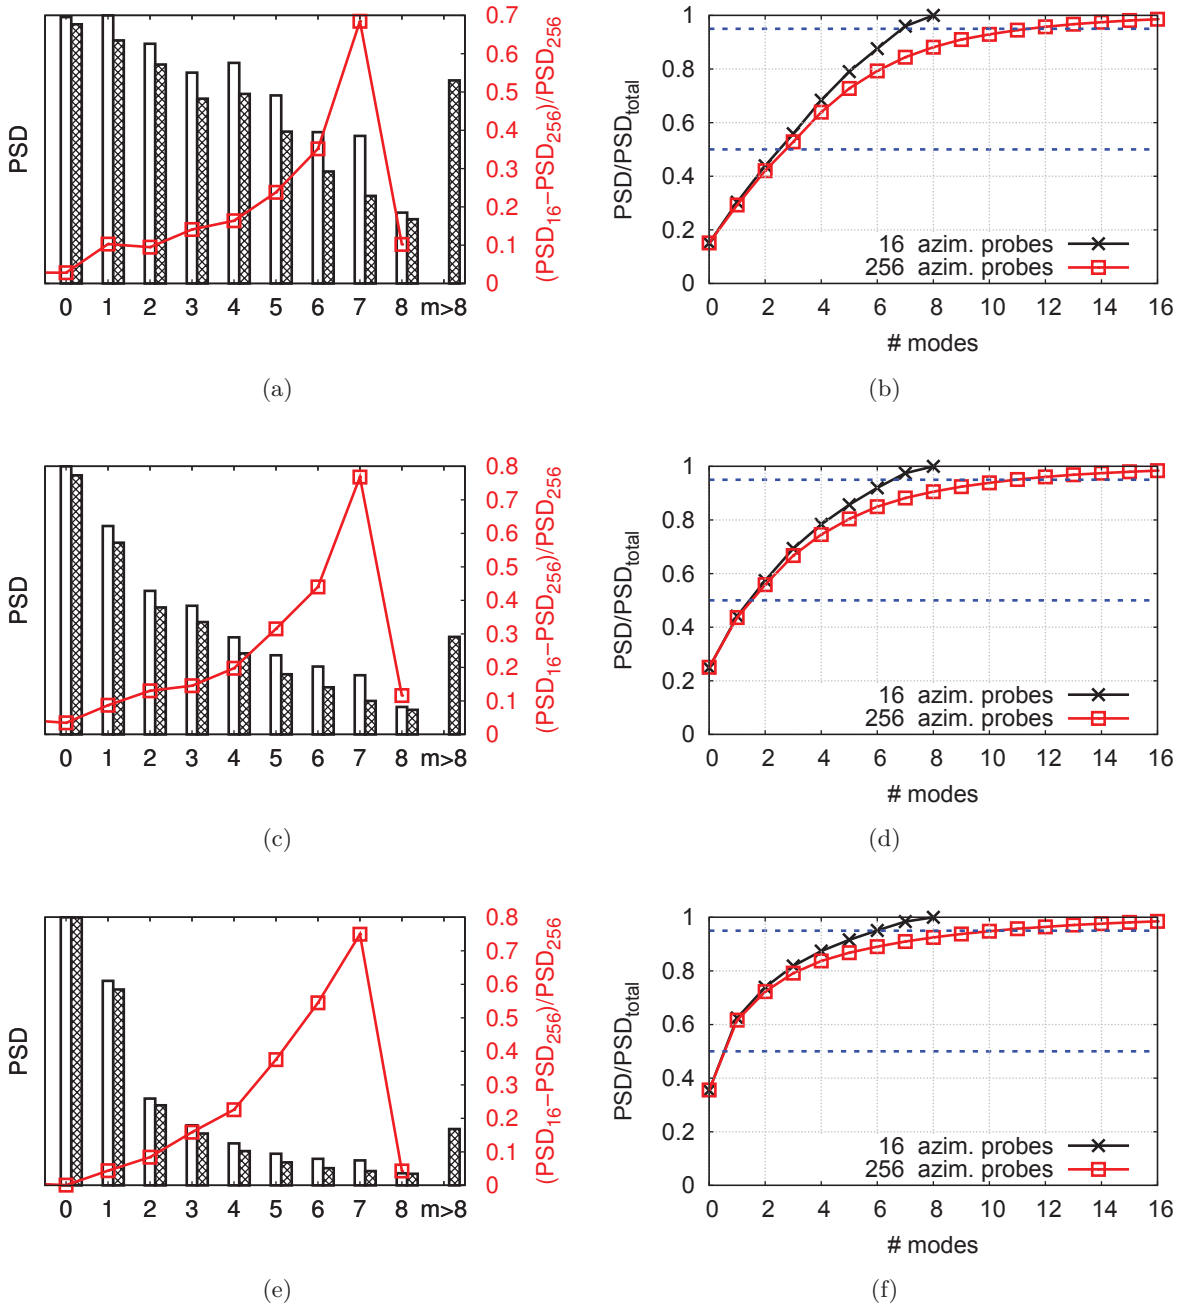 PSD
0.7
0.6
0.5
0.4
0.3
0.2
0.1
0
(PSD16−PSD256)/PSD256
0 1 2 3 4 5 6 7 8 m>8
(a)
PSD/PSDtotal
1
0.8
0.6
0.4
0.2
0
16 azim. probes
256 azim. probes
0 2 4 6 8 10 12 14 16
# modes
(b)
PSD
0.8
0.7
0.6
0.5
0.4
0.3
0.2
0.1
0
(PSD16−PSD256)/PSD256
0 1 2 3 4 5 6 7 8 m>8
(c)
PSD/PSDtotal
1
0.8
0.6
0.4
0.2
0
16 azim. probes
256 azim. probes
0 2 4 6 8 10 12 14 16
# modes
(d)
PSD
0.8
0.7
0.6
0.5
0.4
0.3
0.2
0.1
0
(PSD16−PSD256)/PSD256
0 1 2 3 4 5 6 7 8 m>8
(e)
PSD/PSDtotal
1
0.8
0.6
0.4
0.2
0
16 azim. probes
256 azim. probes
0 2 4 6 8 10 12 14 16
# modes
(f)